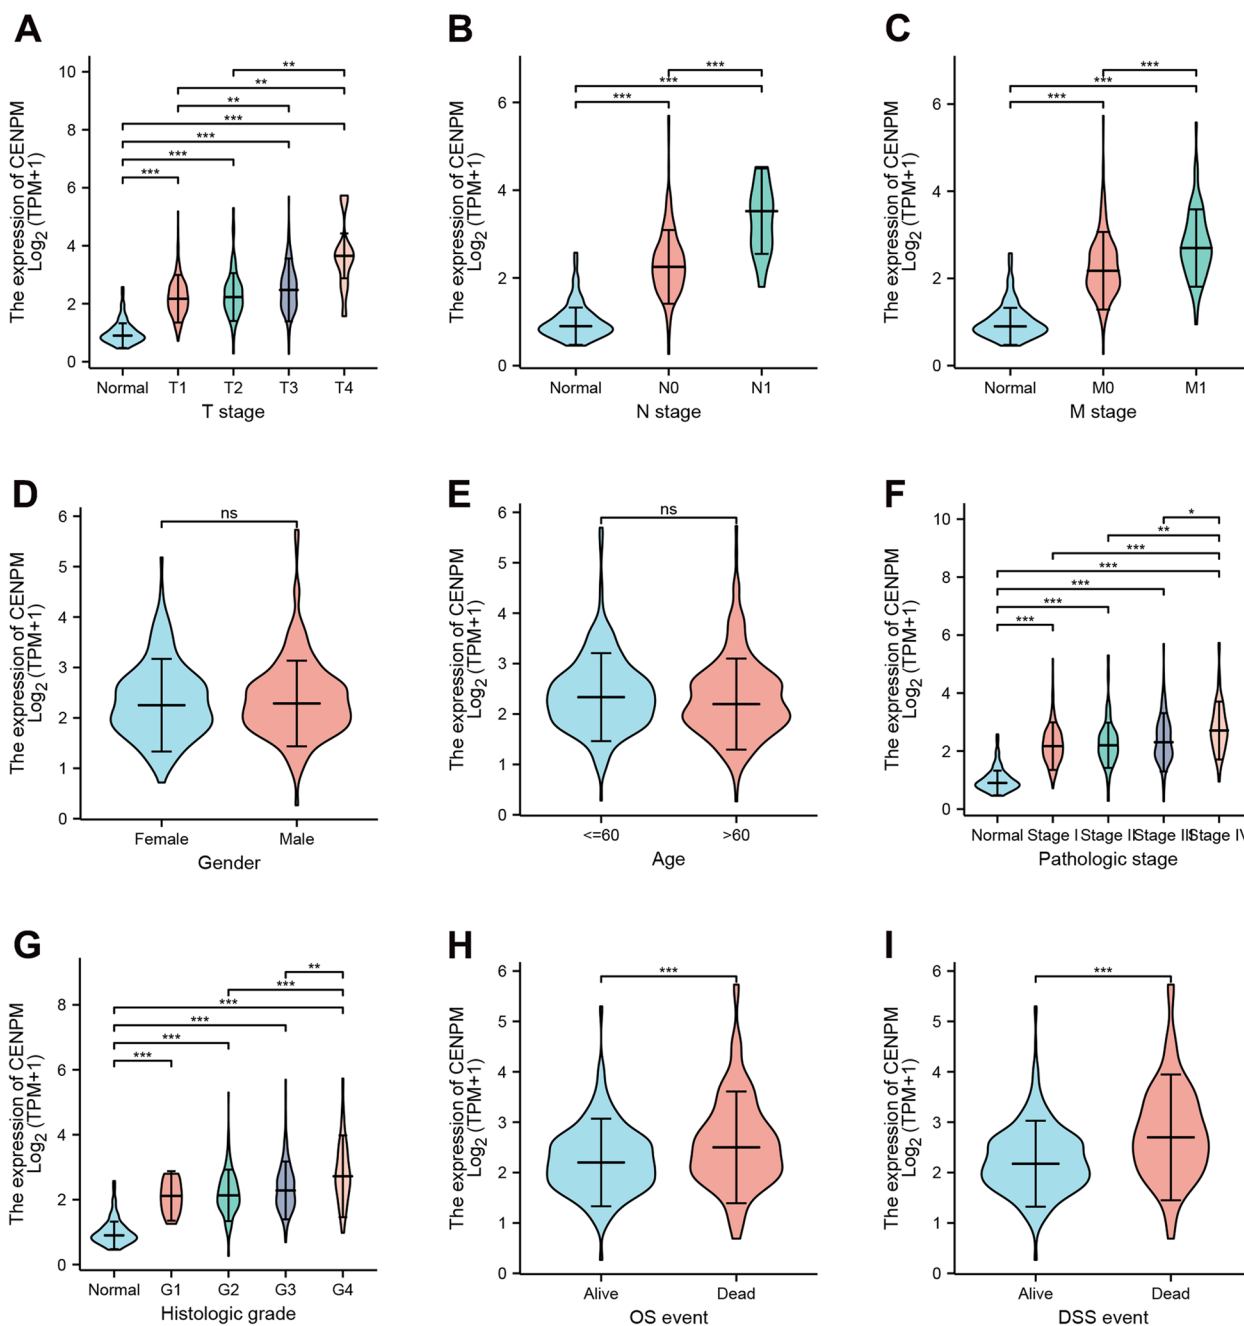 A
The expression of CENPM
Log2 (TPM+1)
10
8
6
4
2
0
**
**
**
***
***
***
***
Normal T1 T2 T3 T4
T stage
B
The expression of CENPM
Log2 (TPM+1)
6
4
2
0
***
***
***
Normal N0 N1
N stage
C
The expression of CENPM
Log2 (TPM+1)
6
4
2
0
***
***
***
Normal M0 M1
M stage
D
The expression of CENPM
Log2 (TPM+1)
6
5
4
3
2
1
0
ns
Female Male
Gender
E
The expression of CENPM
Log2 (TPM+1)
6
5
4
3
2
1
0
ns
<=60 >60
Age
F
The expression of CENPM
Log2 (TPM+1)
10
8
6
4
2
0
*
**
***
***
***
***
***
Normal Stage I Stage II Stage III Stage IV
Pathologic stage
G
The expression of CENPM
Log2 (TPM+1)
8
6
4
2
0
**
***
***
***
***
***
Normal G1 G2 G3 G4
Histologic grade
H
The expression of CENPM
Log2 (TPM+1)
6
5
4
3
2
1
0
***
Alive Dead
OS event
I
The expression of CENPM
Log2 (TPM+1)
6
5
4
3
2
1
0
***
Alive Dead
DSS event